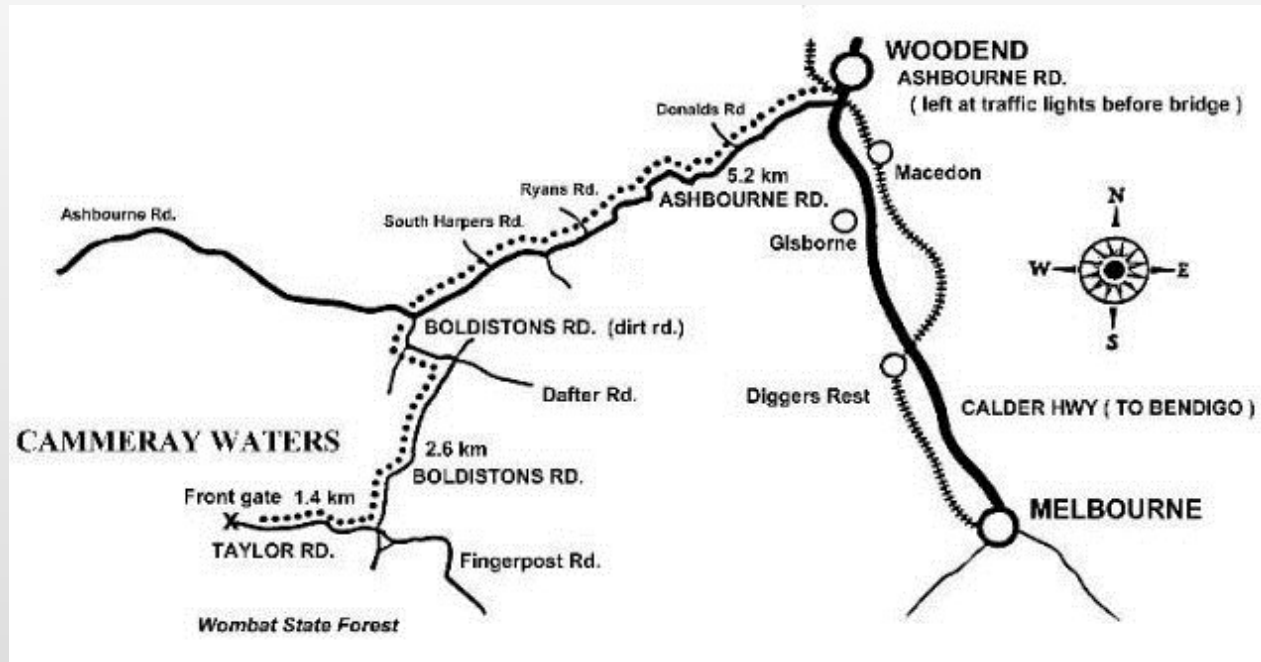 WOODEND
ASHBOURNE RD.
( left at traffic lights before bridge )
Donalds Rd
Macedon
5.2 km
ASHBOURNE RD.
Ryans Rd.
N
Ashbourne Rd.
South Harpers Rd.
Gisborne
W
E
BOLDISTONS RD. (dirt rd.)
S
Dafter Rd.
Diggers Rest
CALDER HWY ( TO BENDIGO )
CAMMERAY WATERS
2.6 km
BOLDISTONS RD.
Front gate 1.4 km
X
MELBOURNE
TAYLOR RD.
Fingerpost Rd.
Wombat State Forest